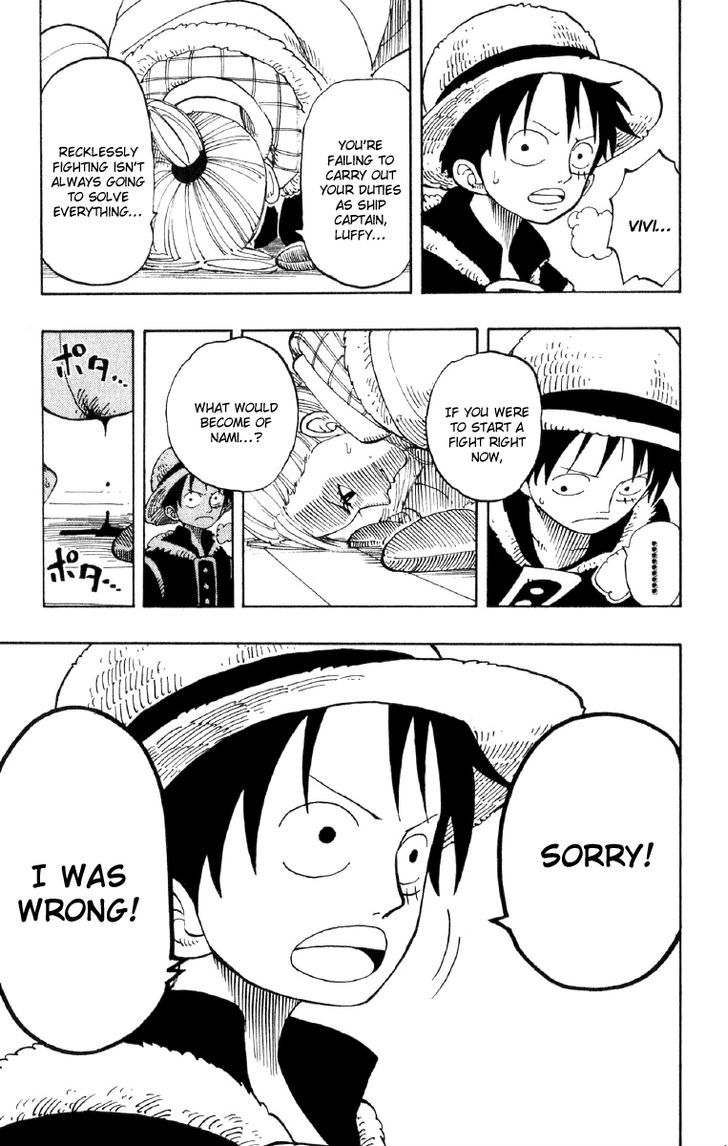 VIVI...
YOU'RE
FAILING TO
CARRY OUT
YOUR DUTIES
AS SHIP
CAPTAIN,
LUFFY...
RECKLESSLY
FIGHTING ISN'T
ALWAYS GOING
TO SOLVE
EVERYTHING...
..........
IF YOU WERE
TO START A
FIGHT RIGHT
NOW,
WHAT WOULD
BECOME OF
NAMI...?
ポタ...
ポタ...
SORRY!
I WAS
WRONG!